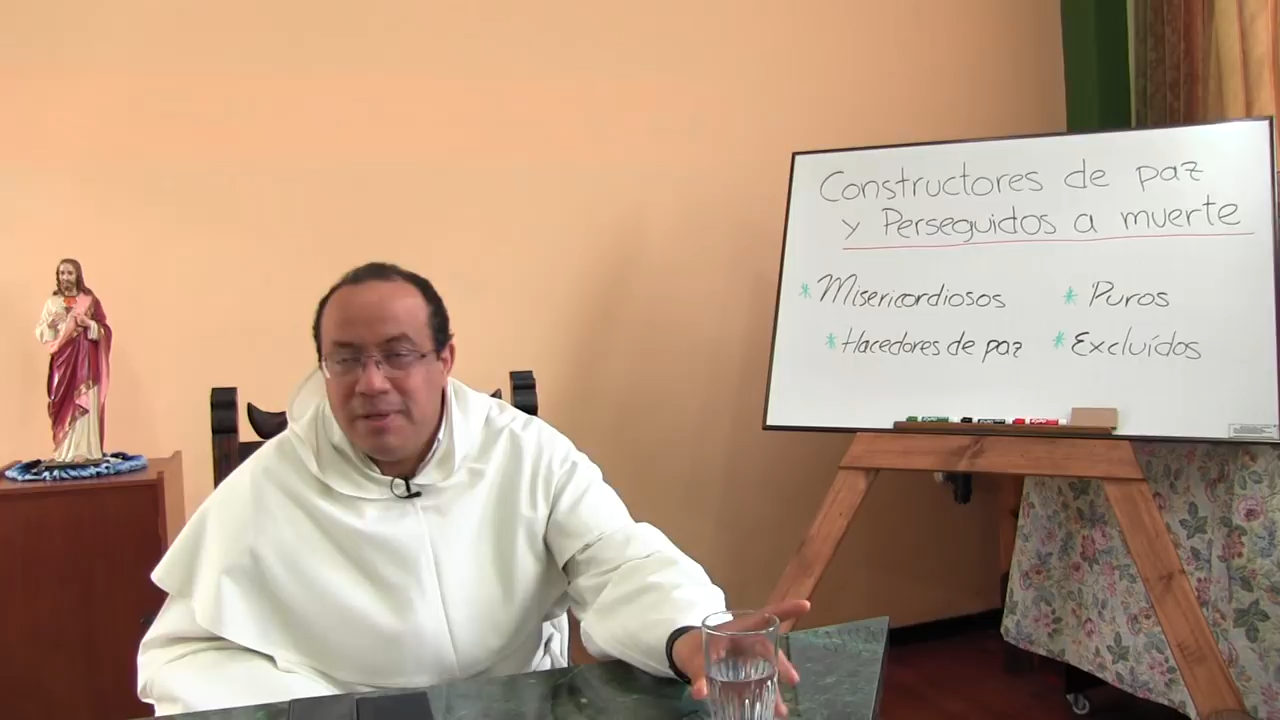 Constructores de paz
y Perseguidos a muerte
* Misericordiosos * Puros
* Hacedores de paz * Excluídos